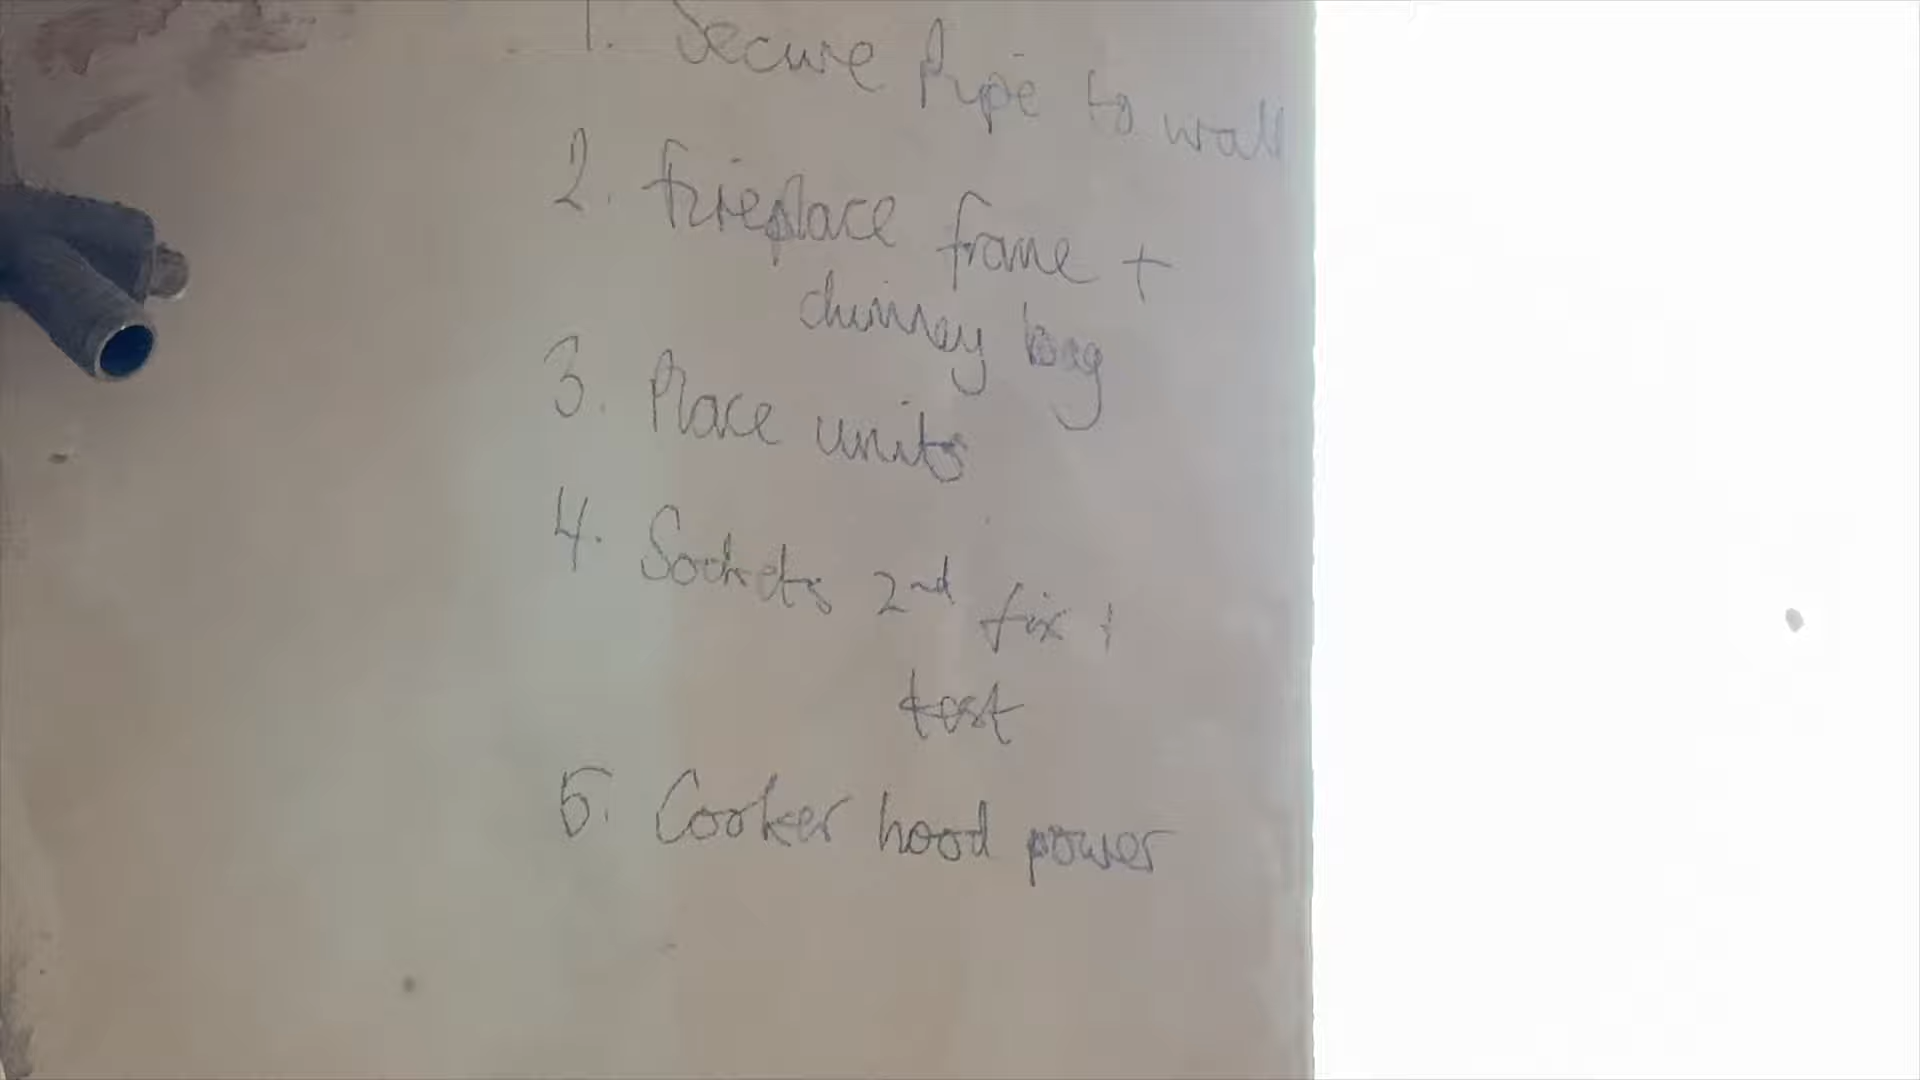 1. Secure Pipe to wall
2. fireplace frame +
chimney bag
3. Place units
4. Sockets 2nd fix +
test
5. Cooker hood power